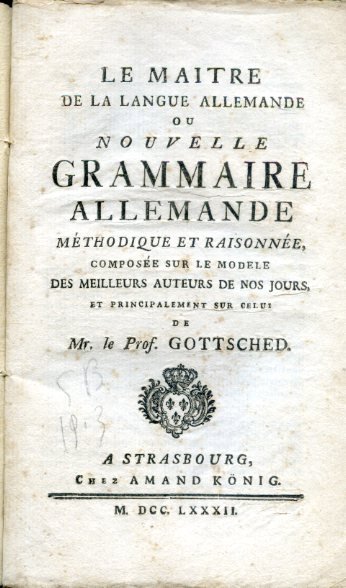 LE MAITRE
DE LA LANGUE ALLEMANDE
OU
NOUVELLE
GRAMMAIRE
ALLEMANDE
MÉTHODIQUE ET RAISONNÉE,
COMPOSÉE SUR LE MODELE
DES MEILLEURS AUTEURS DE NOS JOURS,
ET PRINCIPALEMENT SUR CELUI
DE
Mr. le Prof. GOTTSCHED.
A STRASBOURG,
CHEZ AMAND KÖNIG.
M. DCC. LXXXII.